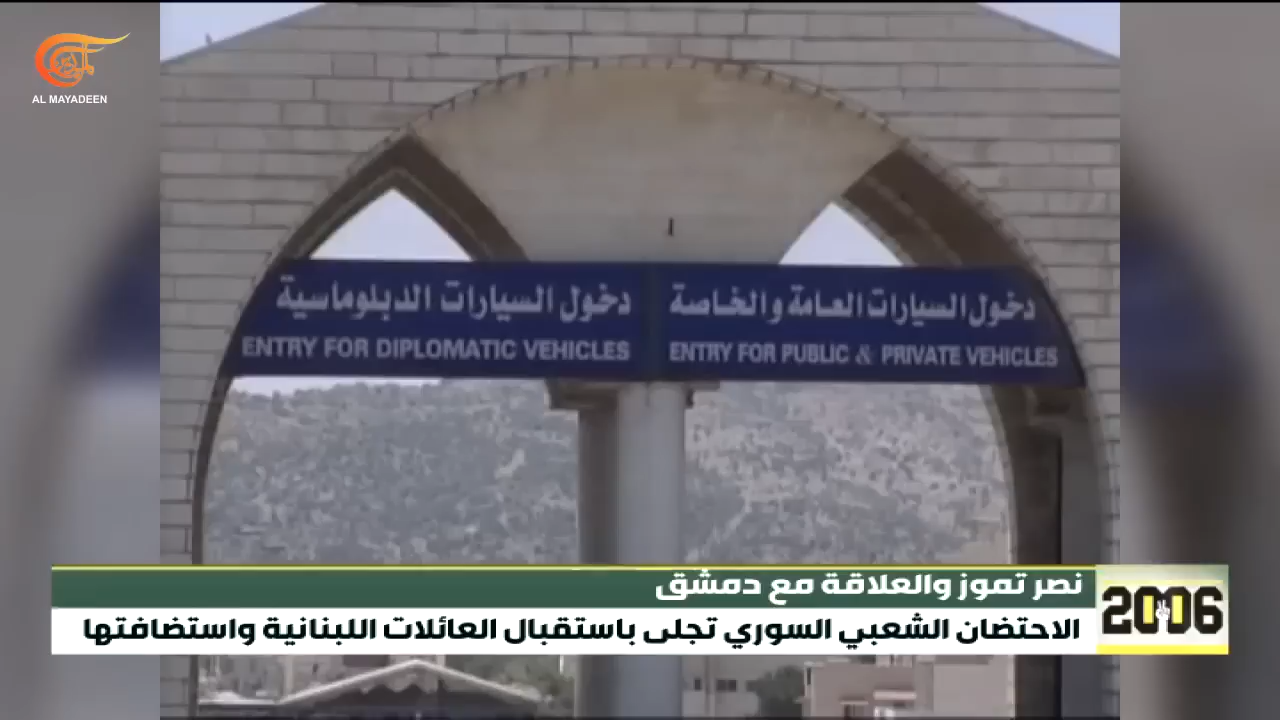 AL MAYADEEN
دخول السيارات العامة والخاصة
ENTRY FOR PUBLIC & PRIVATE VEHICLES
دخول السيارات الدبلوماسية
ENTRY FOR DIPLOMATIC VEHICLES
نصر تموز والعلاقة مع دمشق
الاحتضان الشعبي السوري تجلى باستقبال العائلات اللبنانية واستضافتها
2006